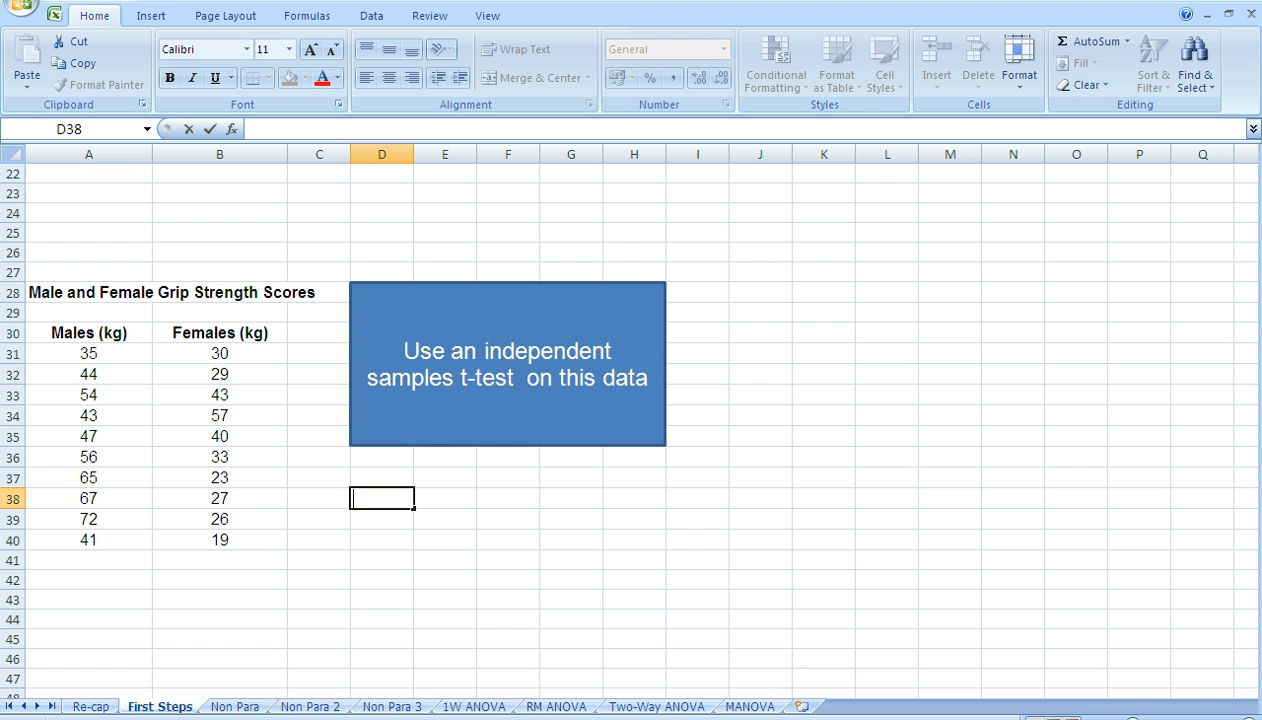 Home Insert Page Layout Formulas Data Review View
Cut
Copy
Format Painter
Paste
Clipboard
Calibri 11 A A
B I U A
Font
Wrap Text
Merge & Center
Alignment
General
% , .0 .00 .00 .0
Number
Conditional Formatting
Format as Table
Cell Styles
Styles
Insert Delete Format
Cells
Σ AutoSum
Fill
Clear
Sort & Filter
Find & Select
Editing
D38 fx
A B C D E F G H I J K L M N O P Q
22
23
24
25
26
27
28 Male and Female Grip Strength Scores
29
30 Males (kg) Females (kg)
31 35 30
32 44 29
33 54 43
34 43 57
35 47 40
36 56 33
37 65 23
38 67 27
39 72 26
40 41 19
Use an independent
samples t-test on this data
41
42
43
44
45
46
47
48
Re-cap First Steps Non Para Non Para 2 Non Para 3 1W ANOVA RM ANOVA Two-Way ANOVA MANOVA